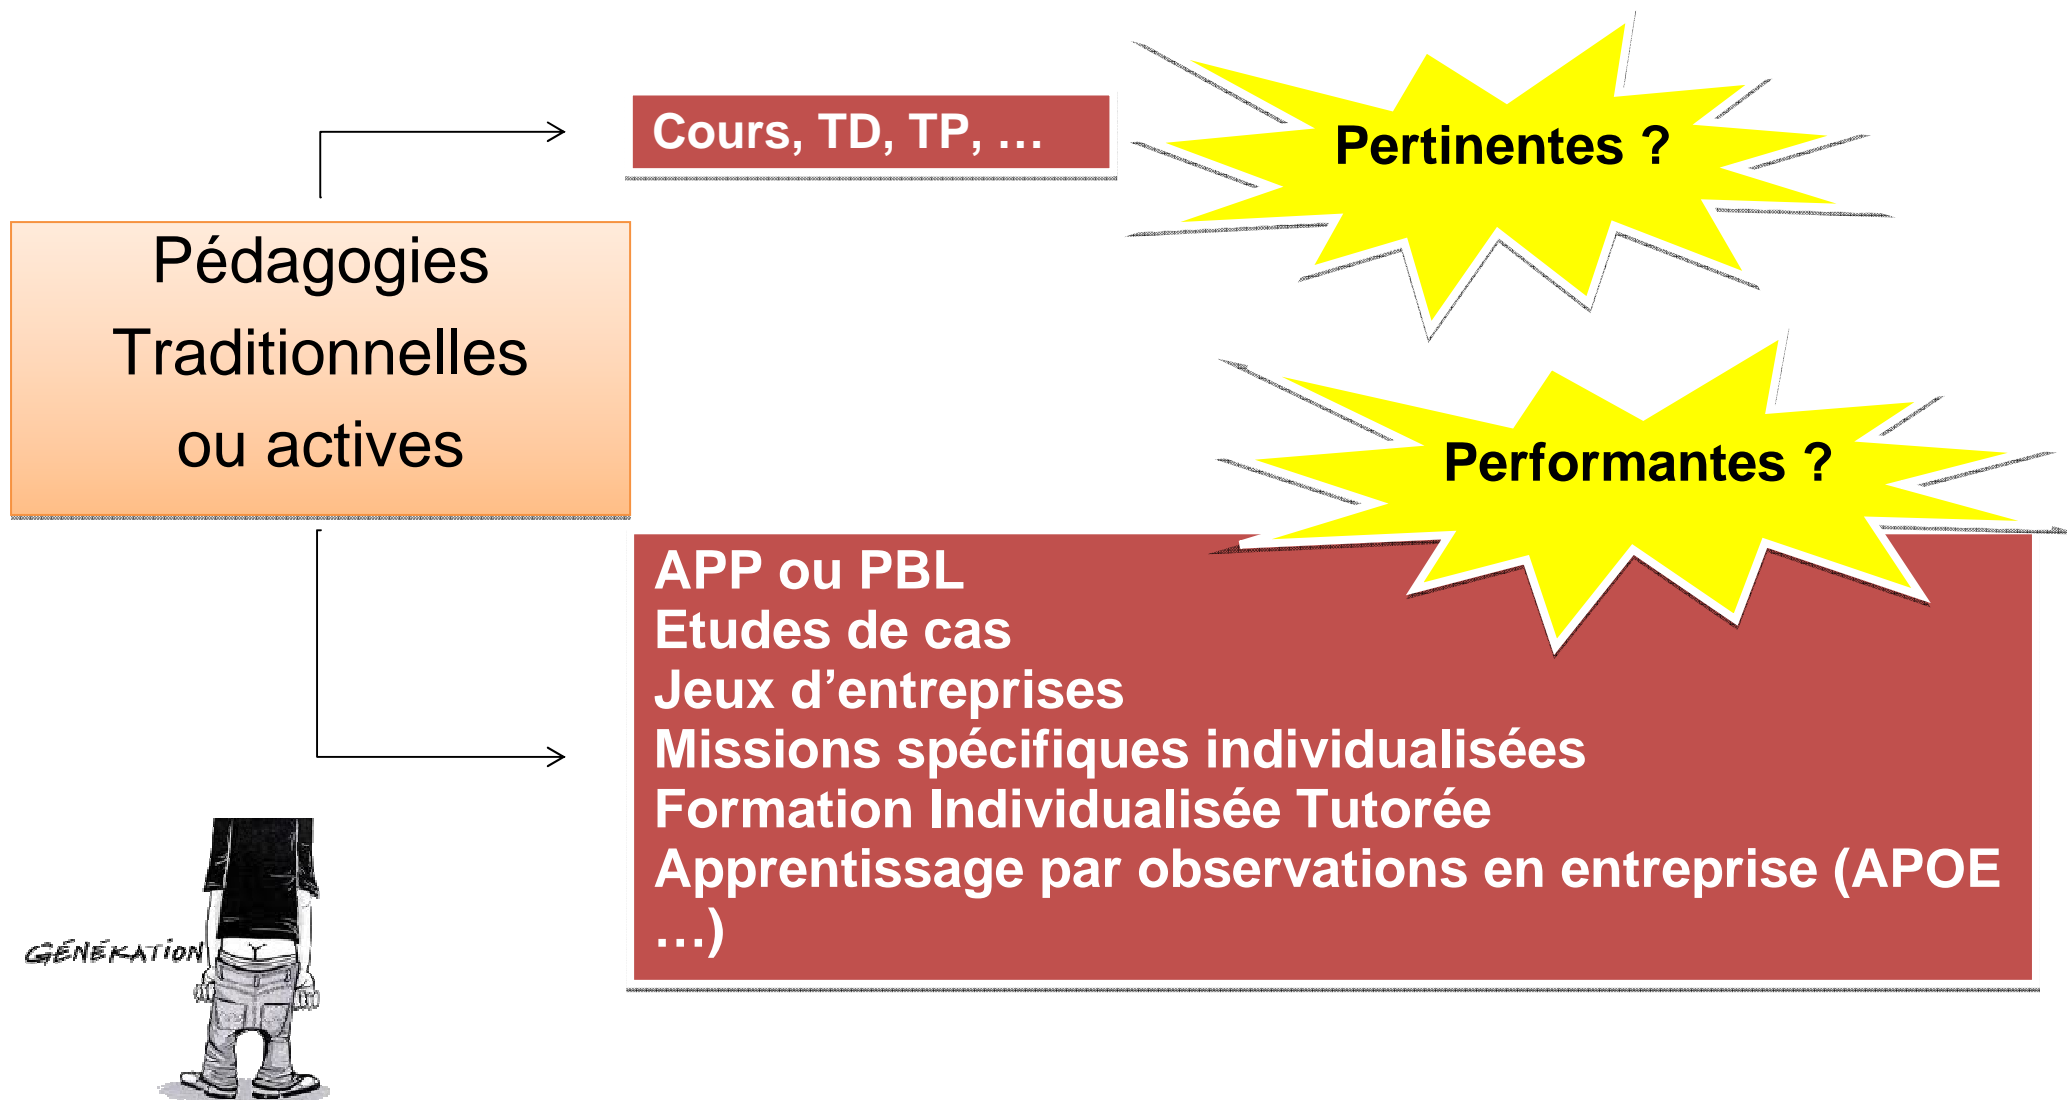 Cours, TD, TP, …
Pertinentes ?
Pédagogies
Traditionnelles
ou actives
Performantes ?
APP ou PBL
Etudes de cas
Jeux d’entreprises
Missions spécifiques individualisées
Formation Individualisée Tutorée
Apprentissage par observations en entreprise (APOE
…)
GÉNÉRATION